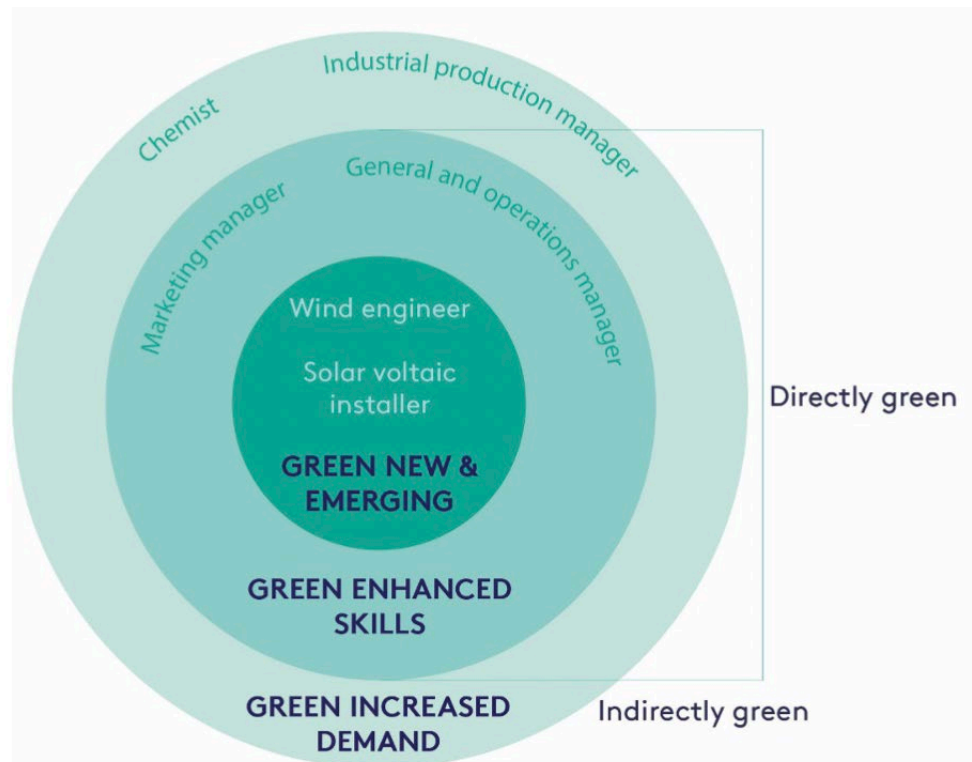 Industrial production manager
Chemist
General and operations manager
Marketing manager
Wind engineer
Solar voltaic
installer
GREEN NEW &
EMERGING
Directly green
GREEN ENHANCED
SKILLS
GREEN INCREASED
DEMAND
Indirectly green